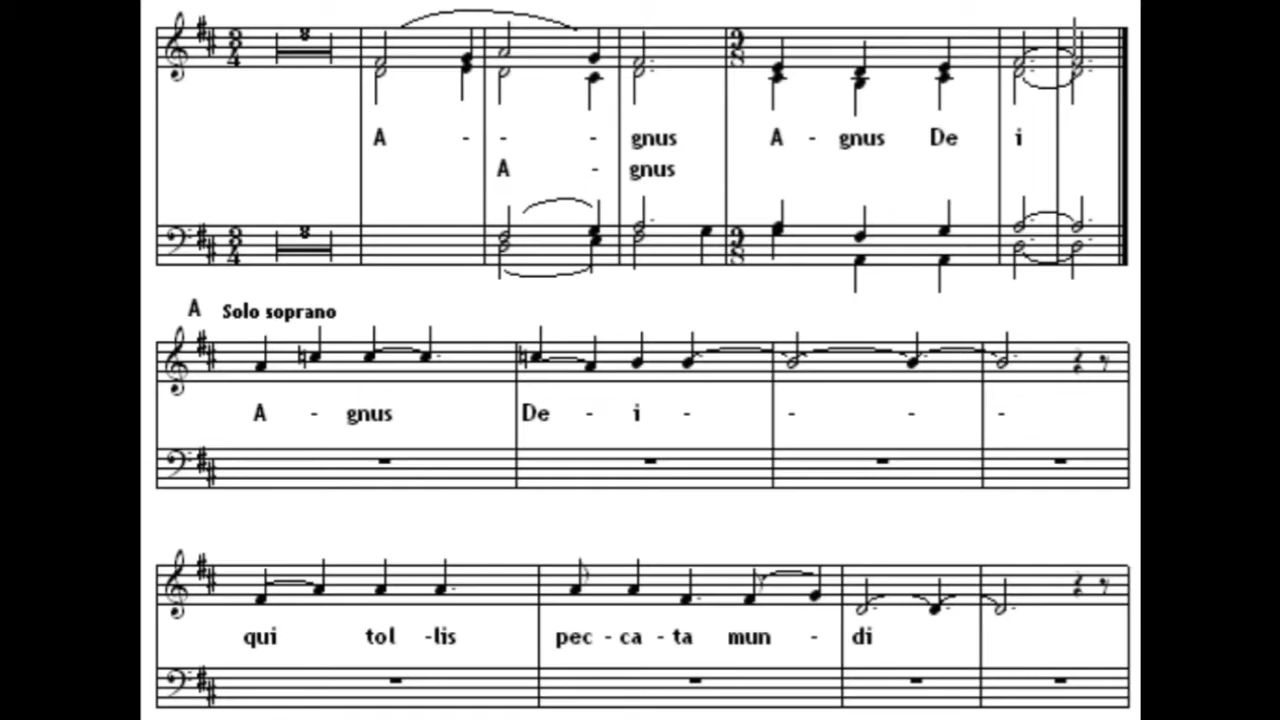 8
A - - - gnus A - gnus De i
A - gnus
8
A Solo soprano
A - gnus De - i - - - -
qui tol -lis pec - ca - ta mun - di